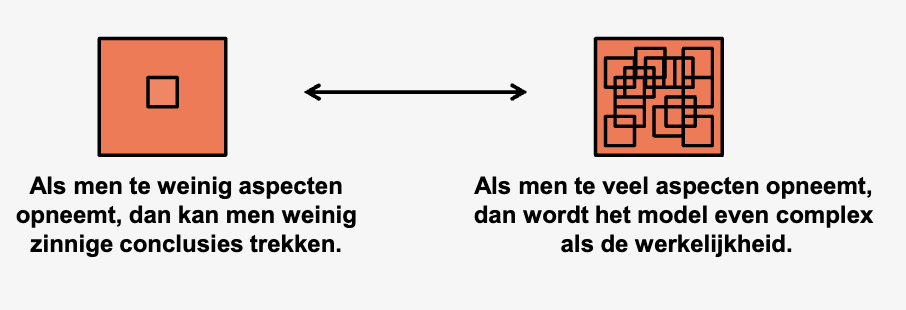 Als men te weinig aspecten
opneemt, dan kan men weinig
zinnige conclusies trekken.
Als men te veel aspecten opneemt,
dan wordt het model even complex
als de werkelijkheid.